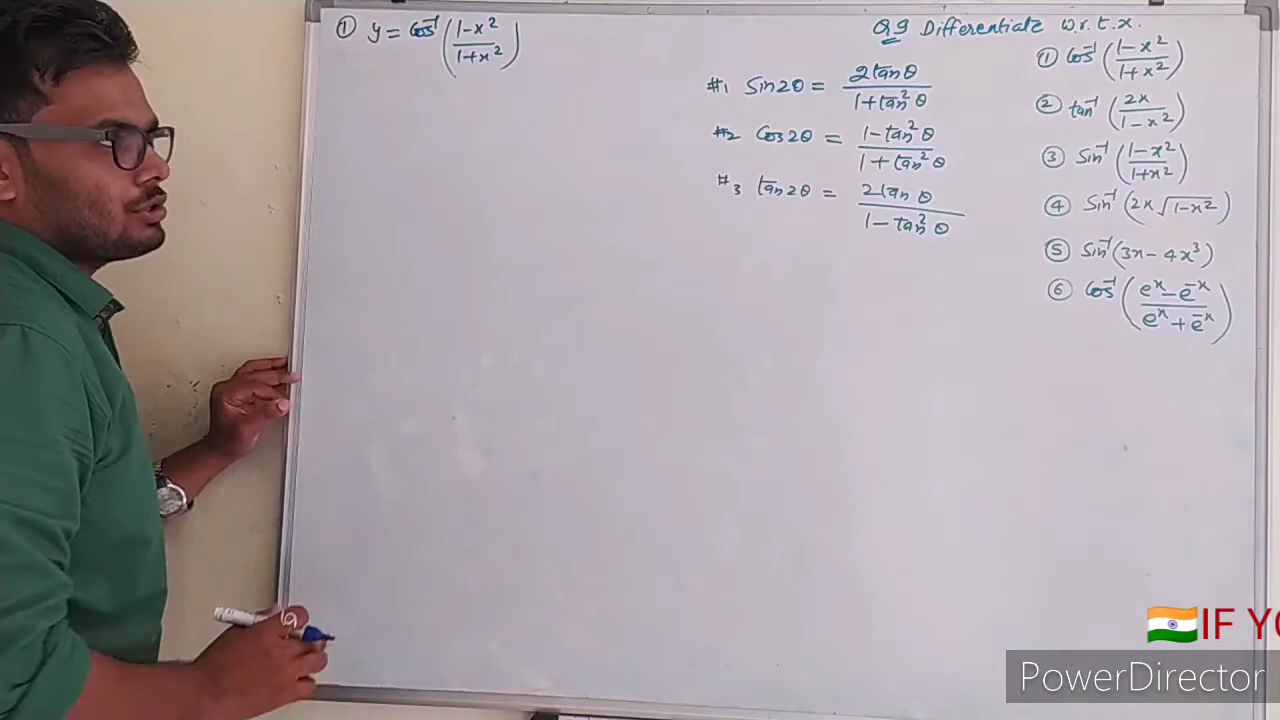 ① y = cos⁻¹ (1-x² / 1+x²)
Q9 Differentiate w.r.t. x.
#1 Sin2θ = 2tanθ / 1+tan²θ
#2 Cos2θ = 1-tan²θ / 1+tan²θ
#3 tan2θ = 2tanθ / 1-tan²θ
① Cos⁻¹ (1-x² / 1+x²)
② tan⁻¹ (2x / 1-x²)
③ Sin⁻¹ (1-x² / 1+x²)
④ Sin⁻¹ (2x √1-x²)
⑤ Sin⁻¹ (3x - 4x³)
⑥ Cos⁻¹ (eˣ - e⁻ˣ / eˣ + e⁻ˣ)
🇮🇳IF YO
PowerDirector